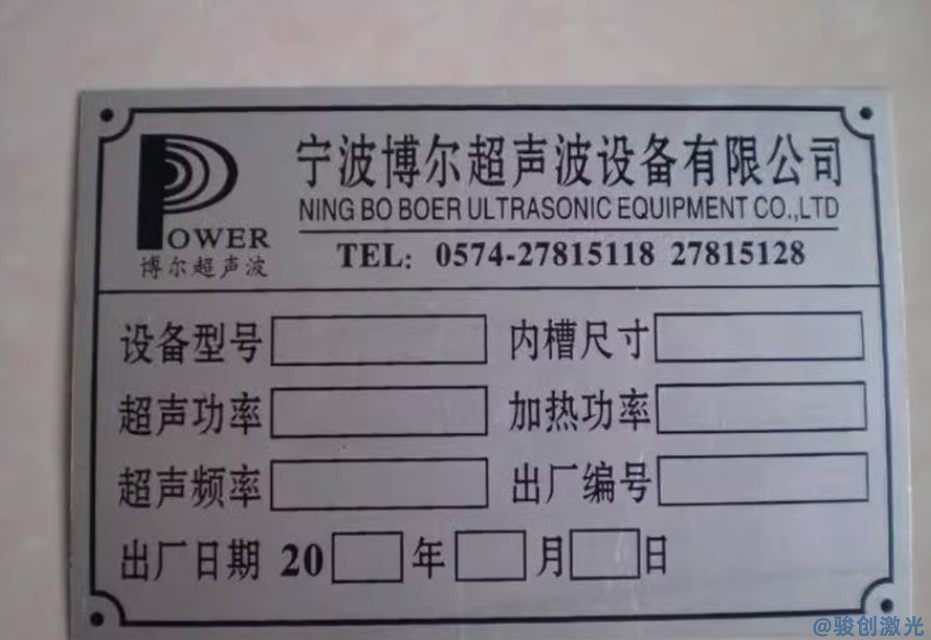 宁波博尔超声波设备有限公司
NING BO BOER ULTRASONIC EQUIPMENT CO.,LTD
POWER
博尔超声波
TEL: 0574-27815118 27815128
设备型号 内槽尺寸
超声功率 加热功率
超声频率 出厂编号
出厂日期 20 年 月 日
@骏创激光